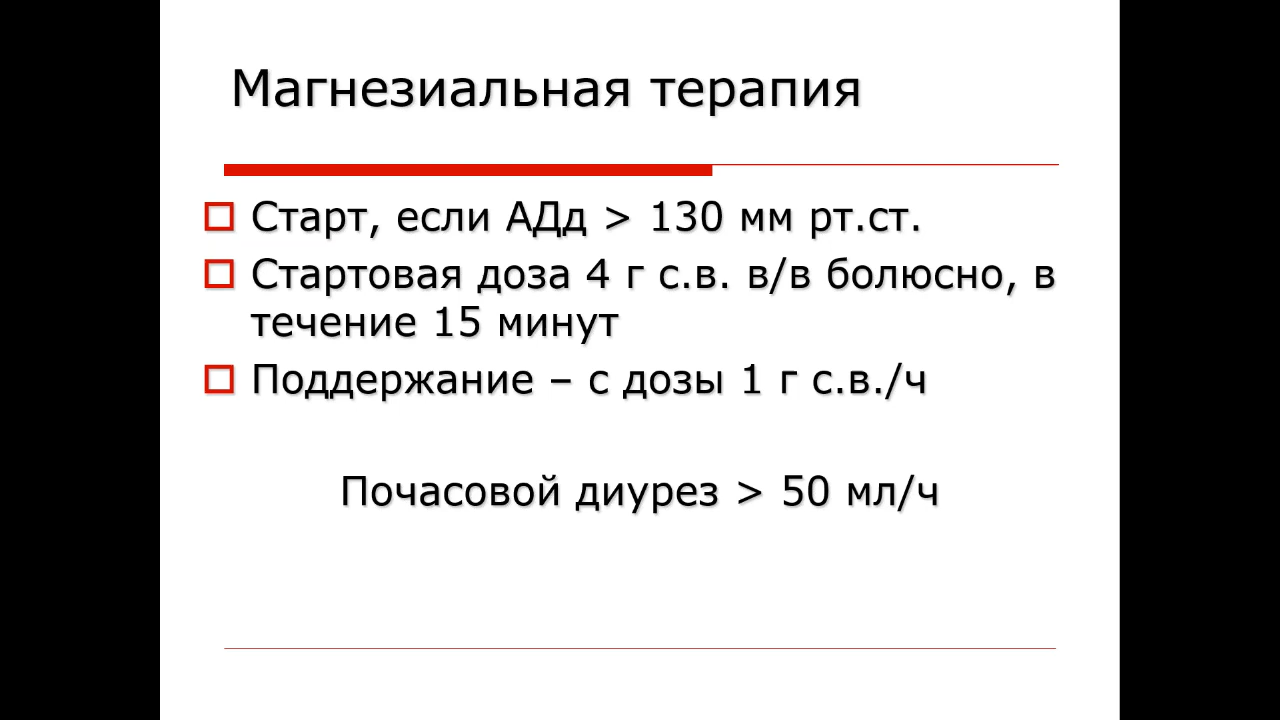 Магнезиальная терапия
Старт, если АДд > 130 мм рт.ст.
Стартовая доза 4 г с.в. в/в болюсно, в
течение 15 минут
Поддержание – с дозы 1 г с.в./ч
Почасовой диурез > 50 мл/ч